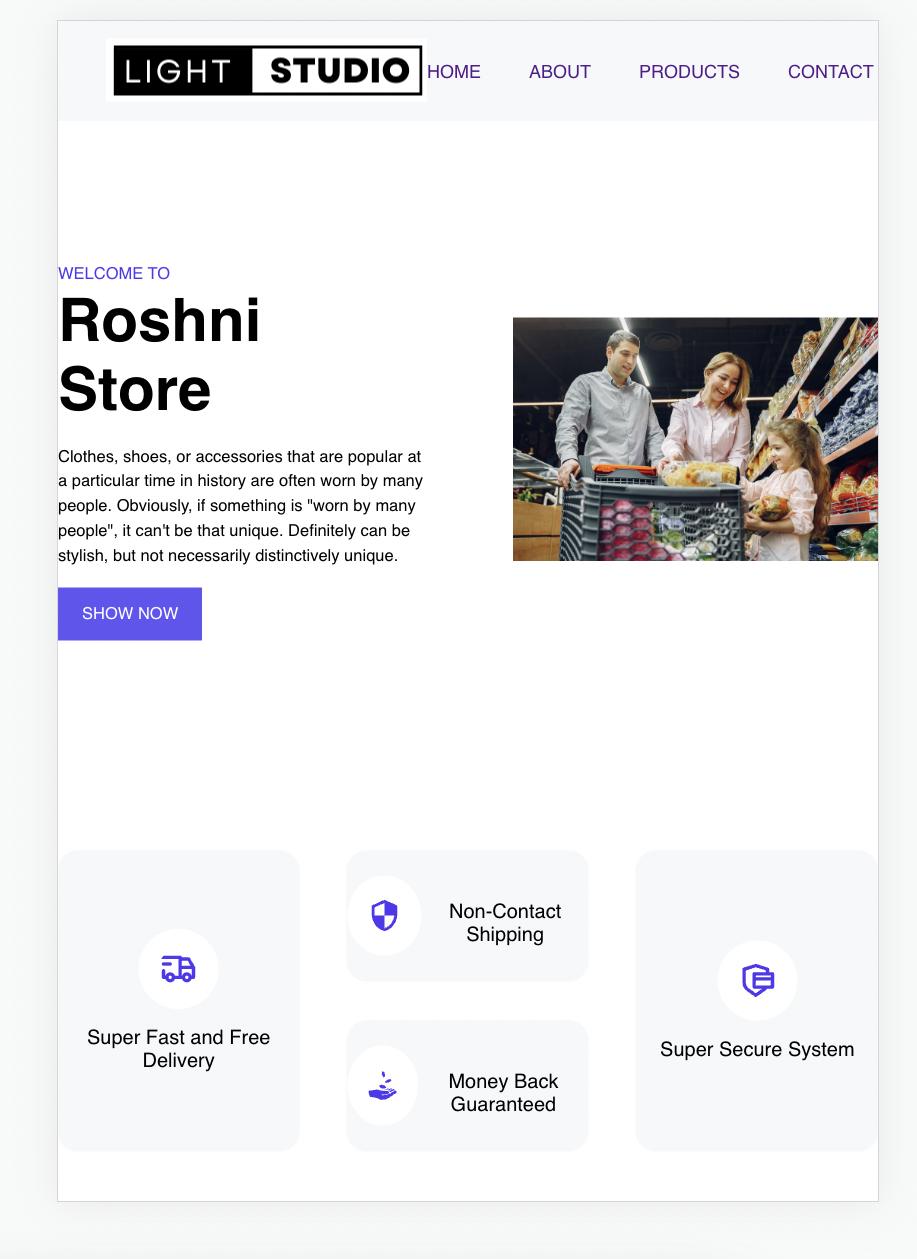 LIGHT STUDIO
HOME ABOUT PRODUCTS CONTACT
WELCOME TO
Roshni
Store
Clothes, shoes, or accessories that are popular at
a particular time in history are often worn by many
people. Obviously, if something is "worn by many
people", it can't be that unique. Definitely can be
stylish, but not necessarily distinctively unique.
SHOW NOW
Super Fast and Free
Delivery
Non-Contact
Shipping
Money Back
Guaranteed
Super Secure System